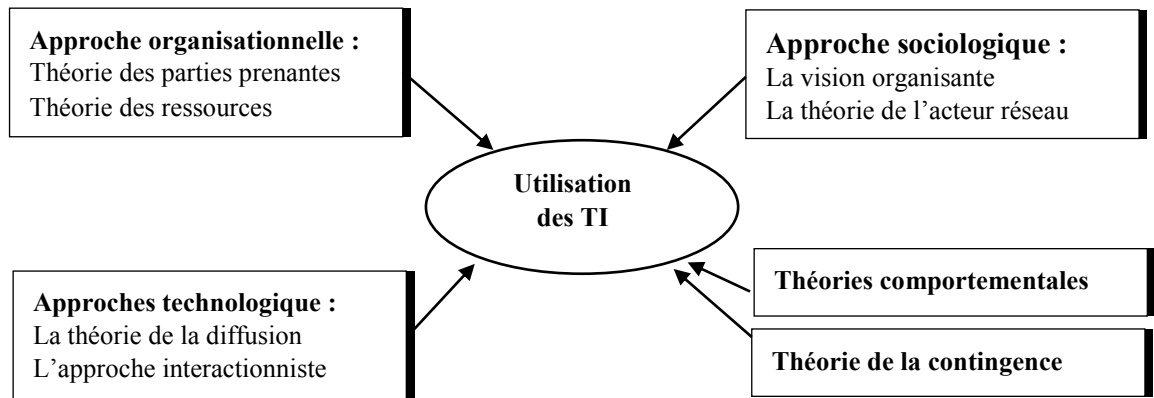 Approche organisationnelle :
Théorie des parties prenantes
Théorie des ressources
Approche sociologique :
La vision organisante
La théorie de l’acteur réseau
Utilisation
des TI
Approches technologique :
La théorie de la diffusion
L’approche interactionniste
Théories comportementales
Théorie de la contingence